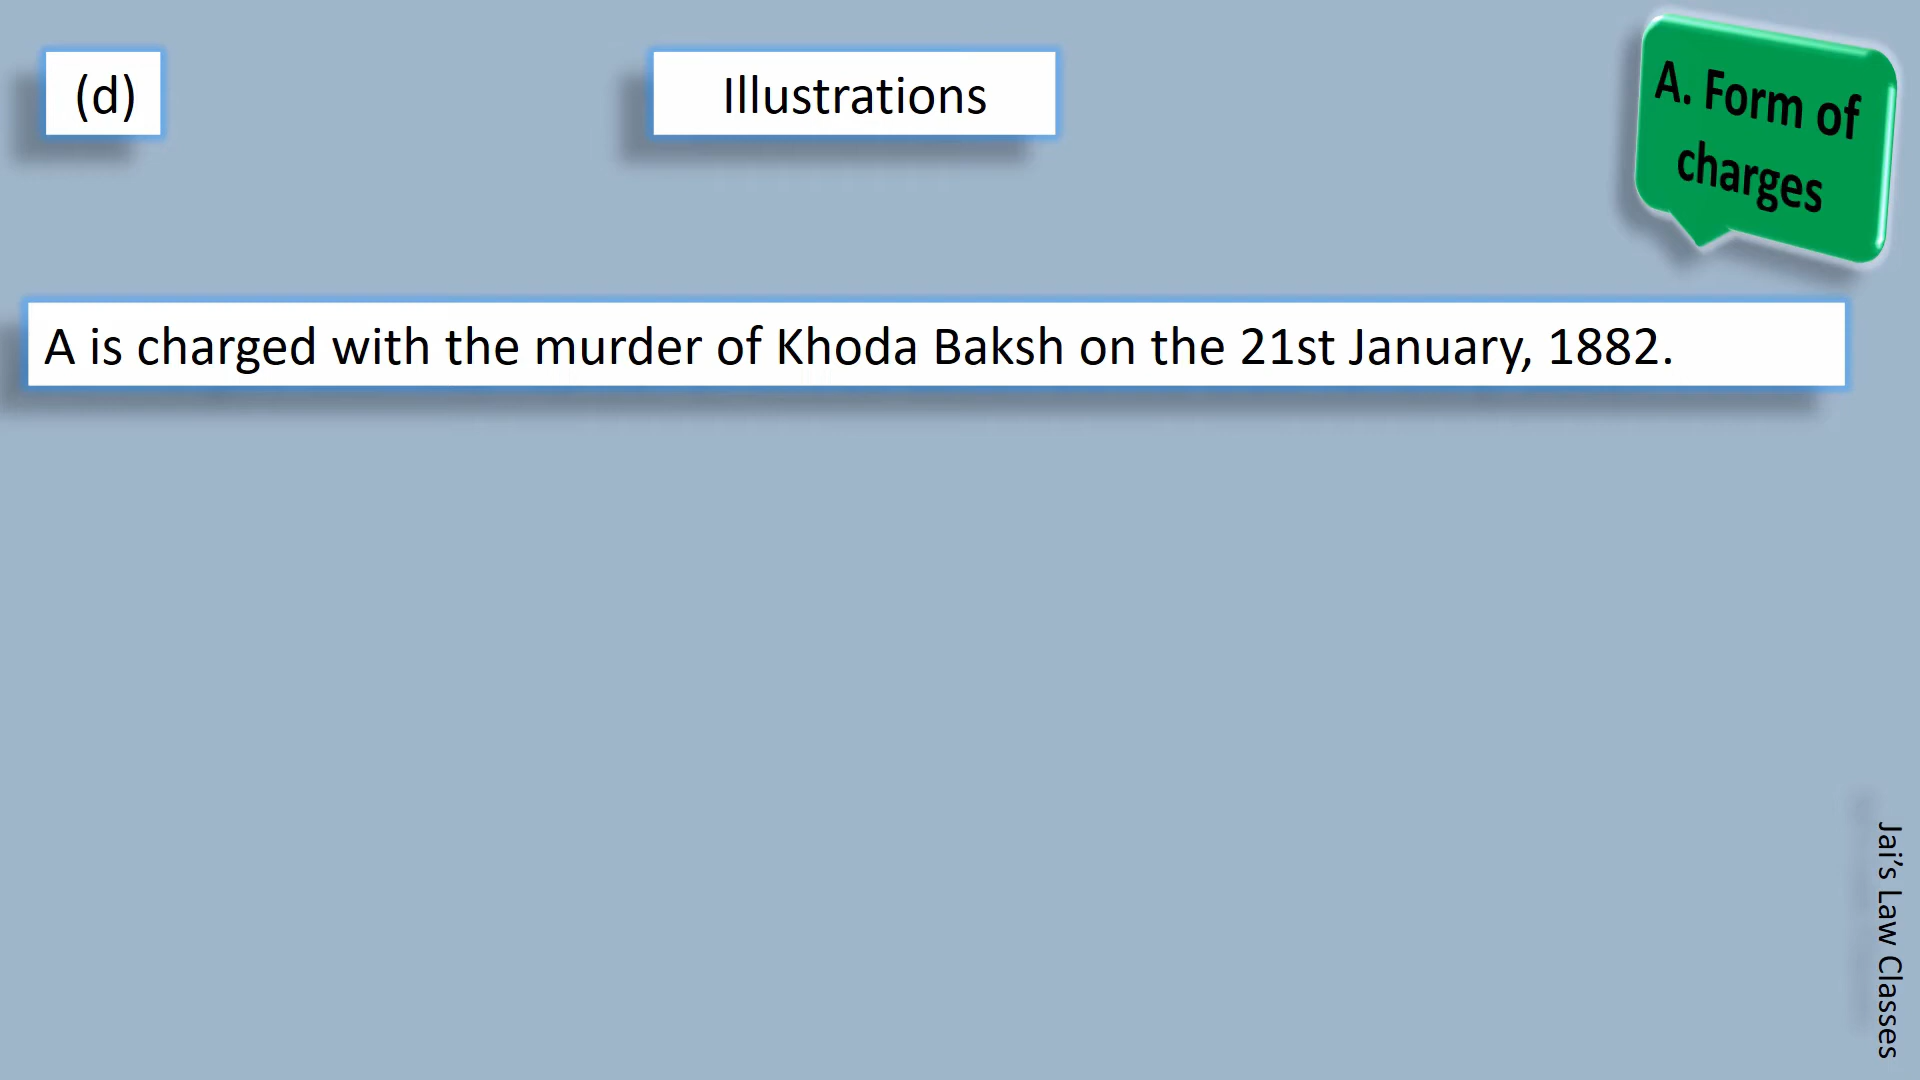 (d)
Illustrations
A. Form of
charges
A is charged with the murder of Khoda Baksh on the 21st January, 1882.
Jai’s Law Classes